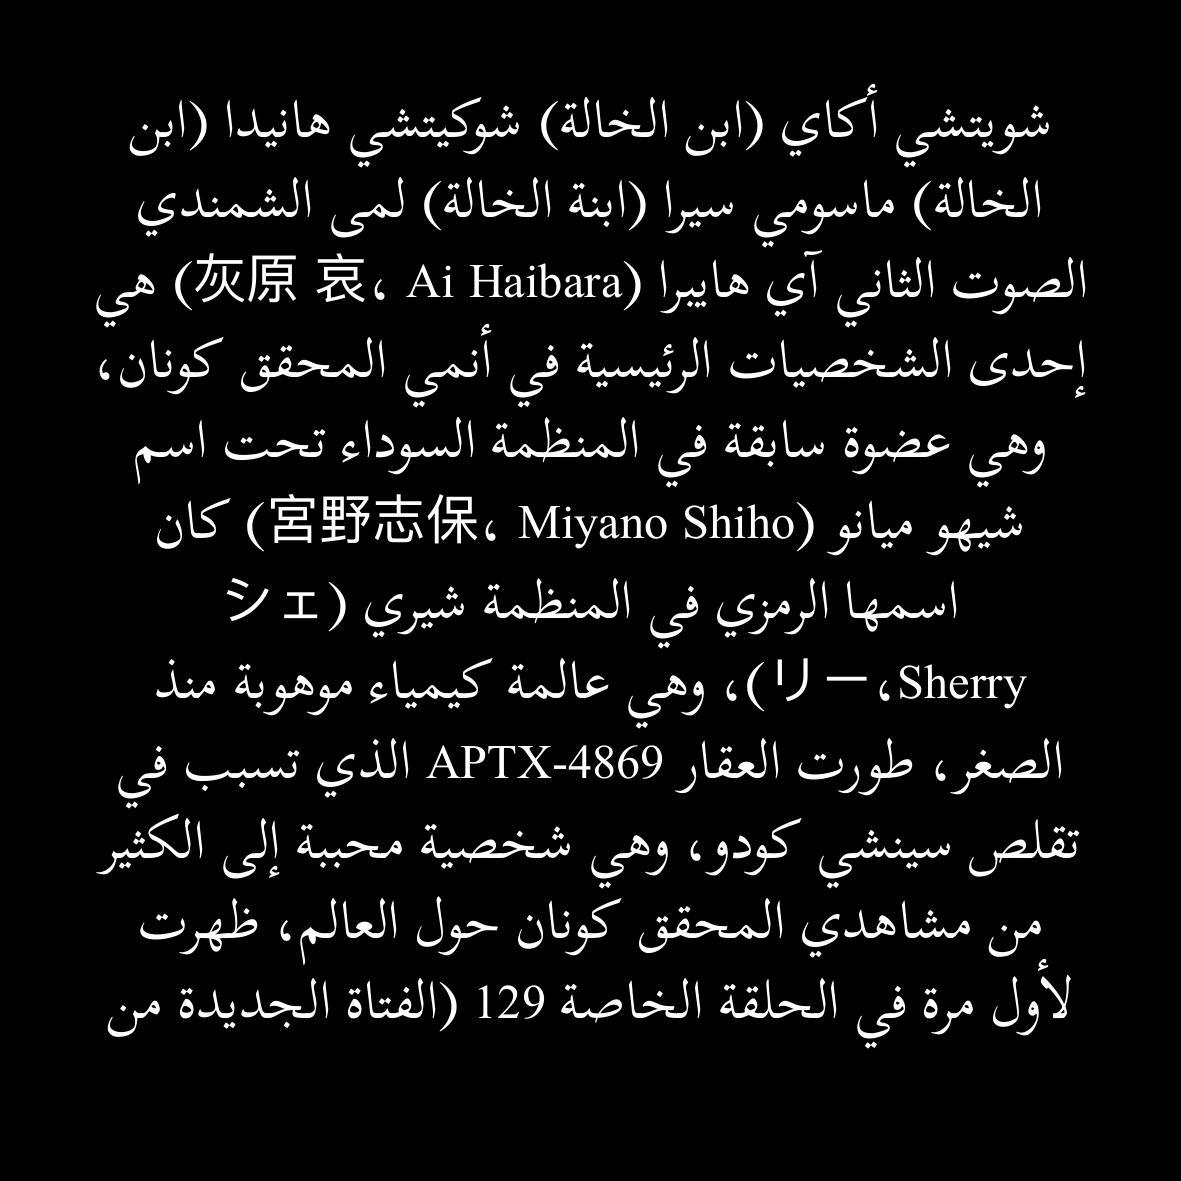 شويتشي أكاي (ابن الخالة) شوكيتشي هانيدا (ابن
الخالة) ماسومي سيرا (ابنة الخالة) لمى الشمندي
الصوت الثاني آي هايبرا (Ai Haibara ،灰原 哀) هي
إحدى الشخصيات الرئيسية في أنمي المحقق كونان،
وهي عضوة سابقة في المنظمة السوداء تحت اسم
شيهو ميانو (Miyano Shiho ،宮野志保) كان
اسمها الرمزي في المنظمة شيري (シェ
リー،Sherry)، وهي عالمة كيمياء موهوبة منذ
الصغر، طورت العقار APTX-4869 الذي تسبب في
تقلص سينشي كودو، وهي شخصية محببة إلى الكثير
من مشاهدي المحقق كونان حول العالم، ظهرت
لأول مرة في الحلقة الخاصة 129 (الفتاة الجديدة من